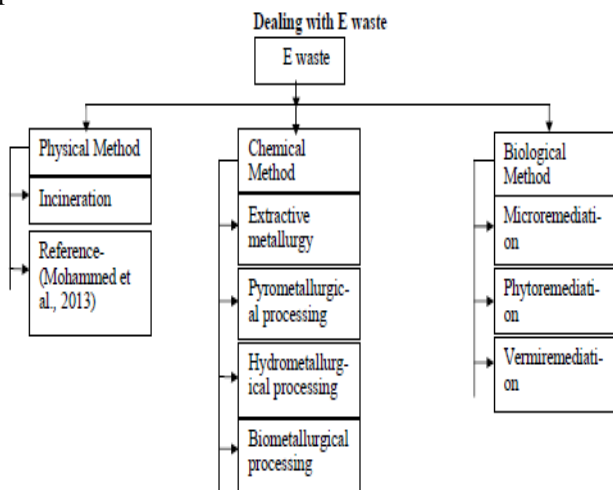 Dealing with E waste
E waste
Physical Method
Incineration
Reference-
(Mohammed et
al., 2013)
Chemical
Method
Extractive
metallurgy
Pyrometallurgic-
al processing
Hydrometallurg-
ical processing
Biometallurgical
processing
Biological
Method
Microremediati-
on
Phytoremediati-
on
Vermiremediati-
on